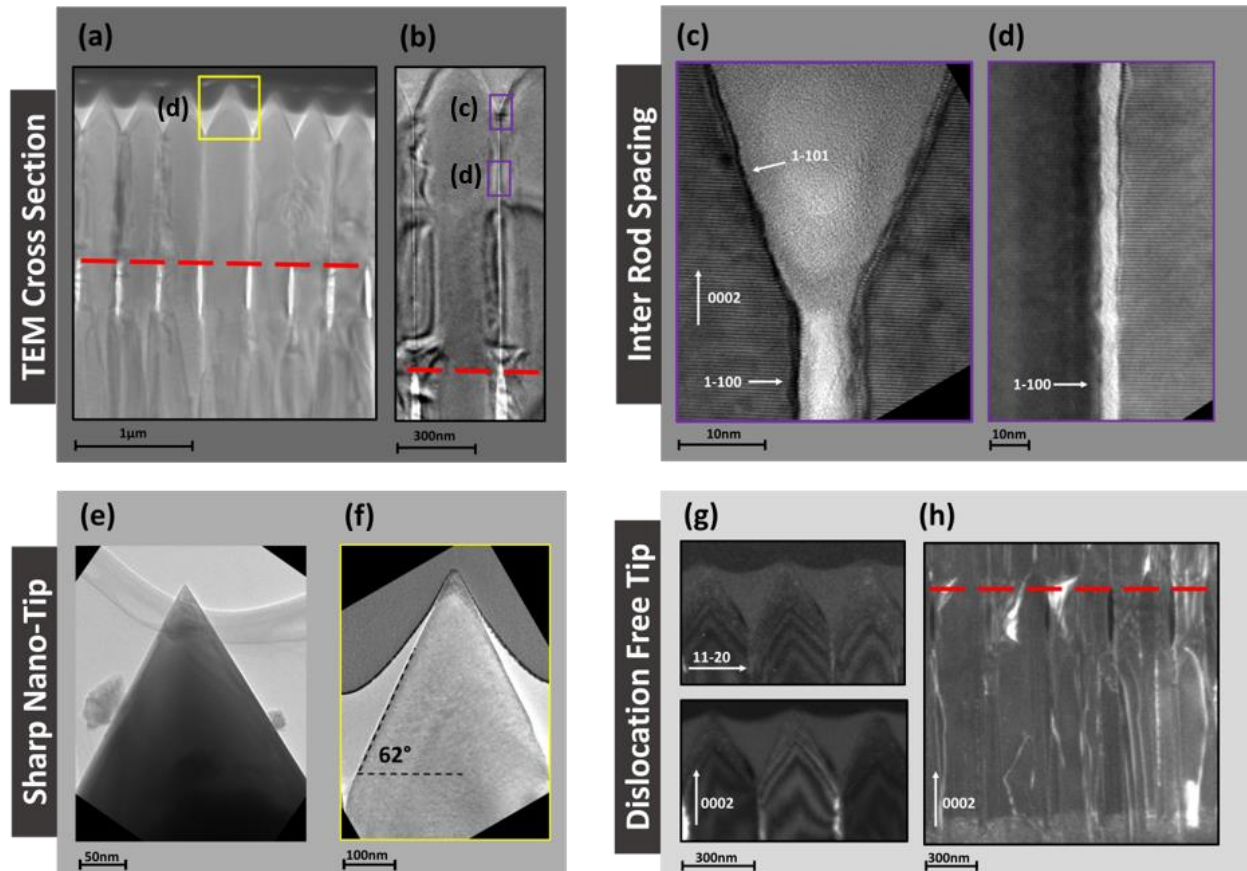 (a)
(b)
(c)
(d)
TEM Cross Section
(d)
(c)
(d)
1µm
300nm
Inter Rod Spacing
1-101
0002
1-100
1-100
10nm
10nm
(e)
(f)
(g)
(h)
Sharp Nano-Tip
62°
50nm
100nm
Dislocation Free Tip
11-20
0002
0002
300nm
300nm